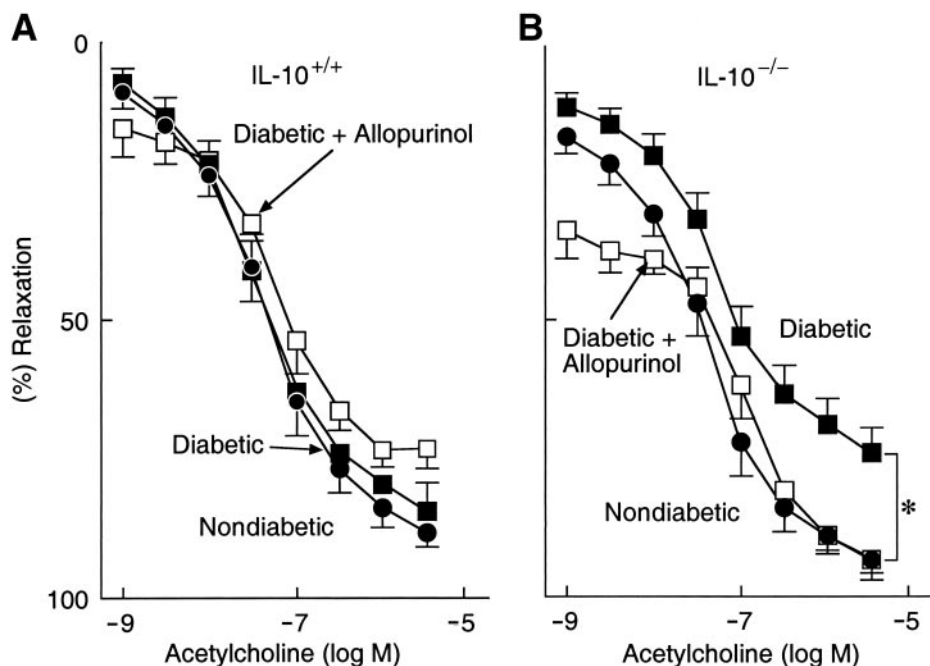 A
IL-10+/+
0
50
100
(%) Relaxation
Diabetic + Allopurinol
Diabetic
Nondiabetic
-9
-7
-5
Acetylcholine (log M)
B
IL-10−/−
Diabetic +
Allopurinol
Diabetic
Nondiabetic
*
-9
-7
-5
Acetylcholine (log M)